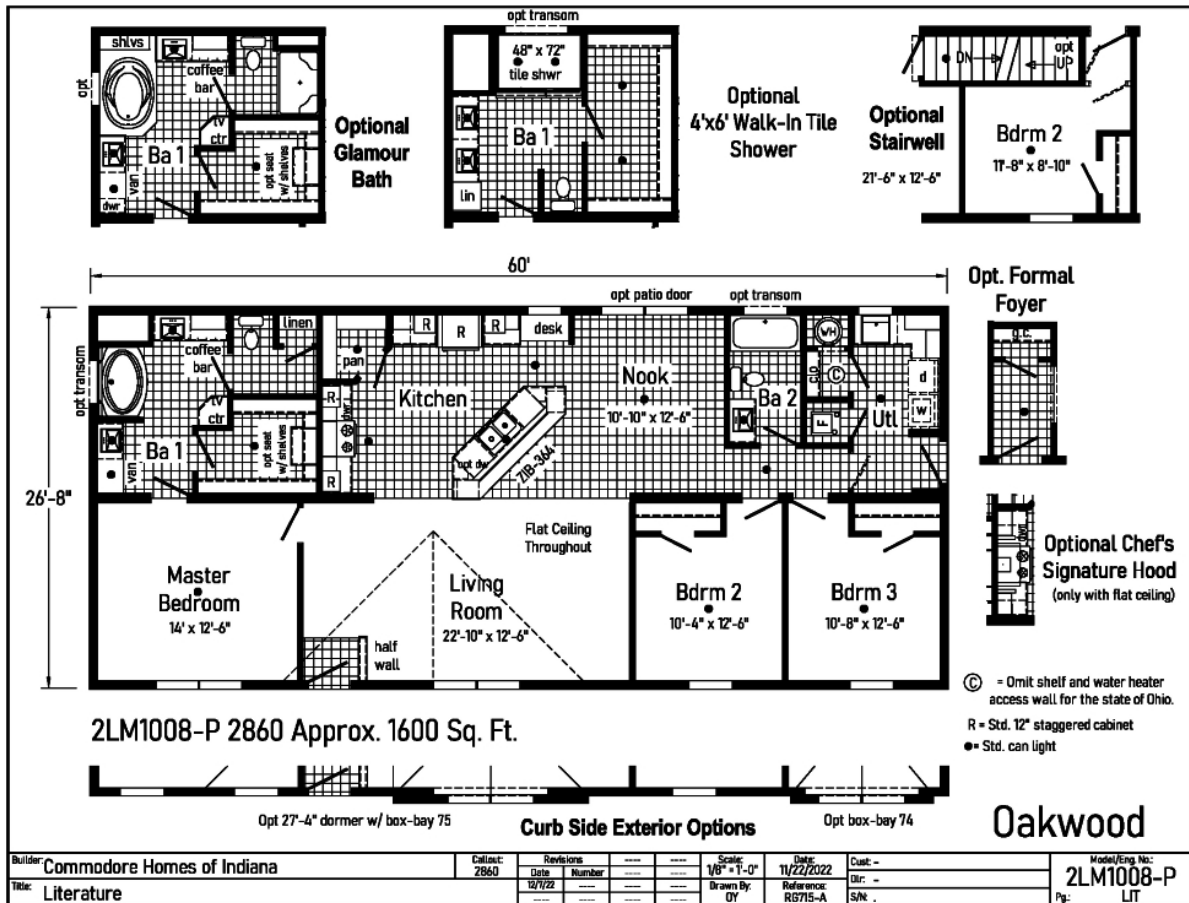 shlvs
coffee
bar
opt
tv
ctr
Ba 1
van
dwr
opt seat
w/ shelves
Optional
Glamour
Bath
opt transom
48" x 72"
tile shwr
Ba 1
lin
Optional
4'x6' Walk-In Tile
Shower
DN
opt
UP
Optional
Stairwell
21'-6" x 12'-6"
Bdrm 2
11'-8" x 8'-10"
60'
26'-8"
opt transom
coffee
bar
linen
tv
ctr
Ba 1
van
opt seat
w/ shelves
pan
R
R
R
desk
opt patio door
opt transom
Kitchen
Nook
10'-10" x 12'-6"
R
dwr
R
opt dw
ZIB-364
Ba 2
WH
C
F
Utl
d
w
Opt. Formal
Foyer
g.c.
Master
Bedroom
14' x 12'-6"
Living
Room
22'-10" x 12'-6"
Flat Ceiling
Throughout
half
wall
Bdrm 2
10'-4" x 12'-6"
Bdrm 3
10'-8" x 12'-6"
Optional Chef's
Signature Hood
(only with flat ceiling)
C = Omit shelf and water heater
access wall for the state of Ohio.
R = Std. 12" staggered cabinet
●= Std. can light
2LM1008-P 2860 Approx. 1600 Sq. Ft.
Opt 27'-4" dormer w/ box-bay 75
Curb Side Exterior Options
Opt box-bay 74
Oakwood
Builder: Commodore Homes of Indiana
Title: Literature
Callout:
2860
Revisions
Date Number
12/7/22
Scale:
1/8" = 1'-0"
Drawn By:
OY
Date:
11/22/2022
Reference:
RG715-A
Cust: -
Dlr: -
S/N: .
Model/Eng. No.:
2LM1008-P
Pg.: LIT